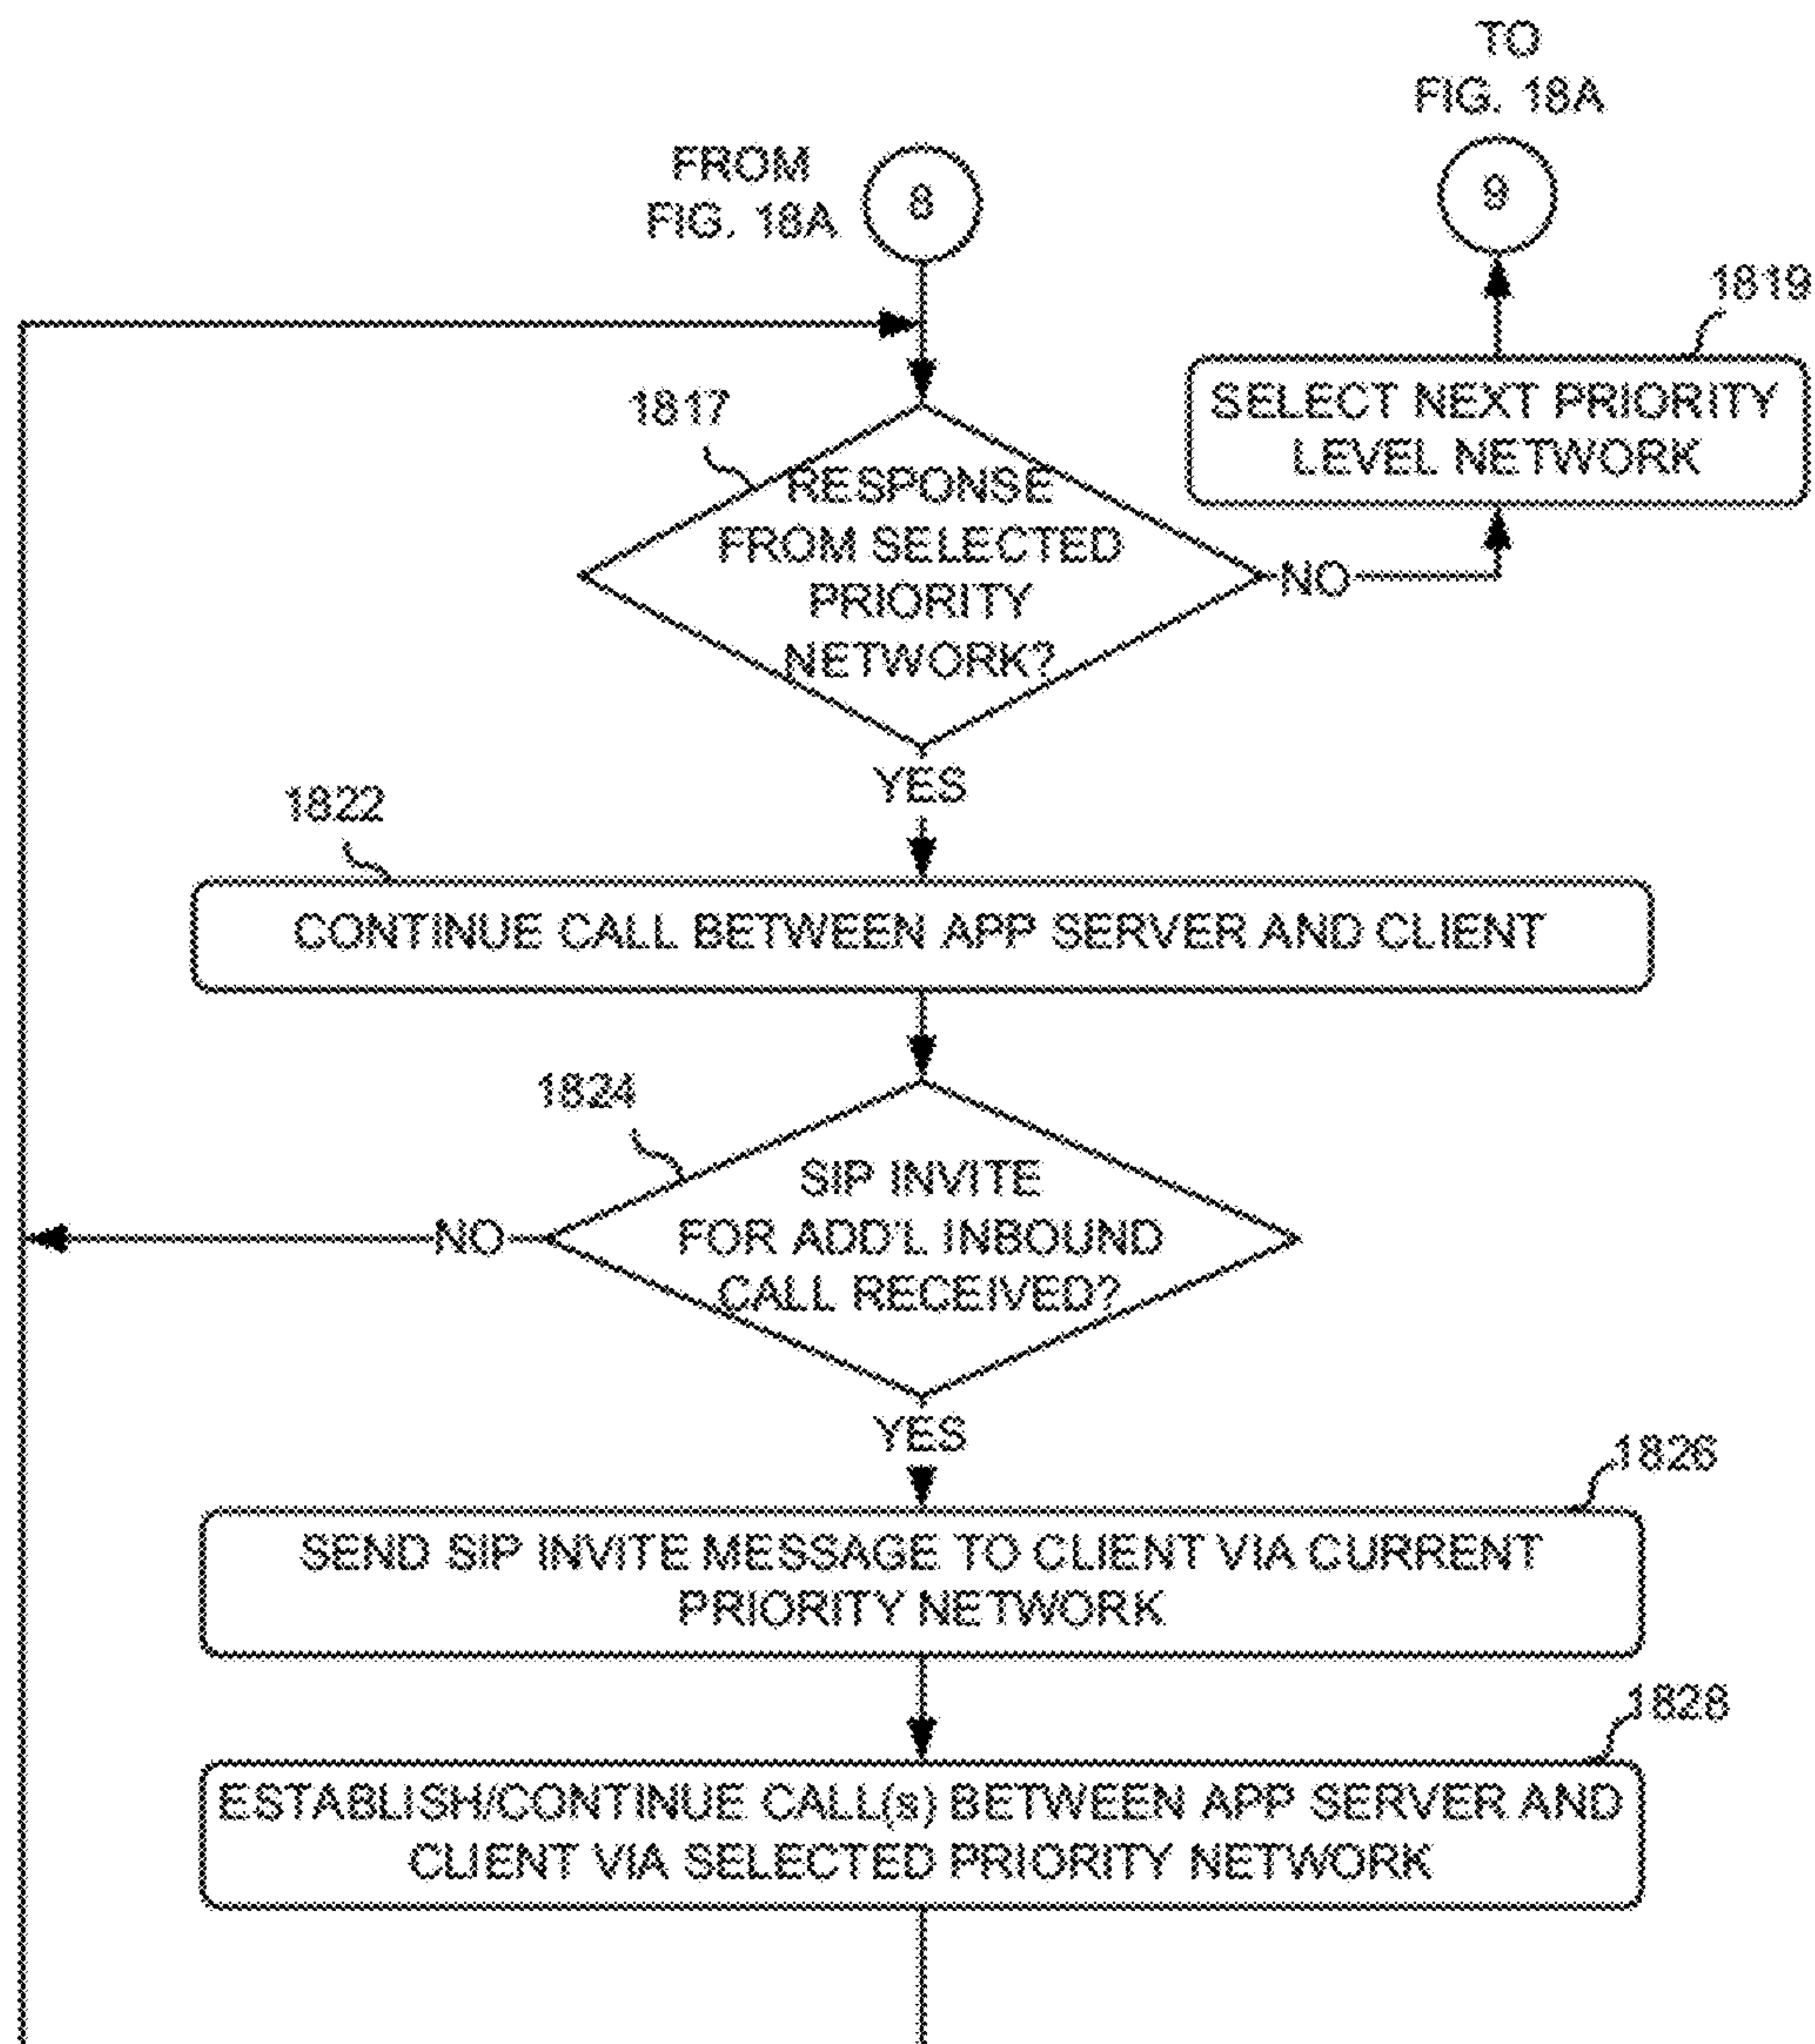 TO
FIG. 18A
FROM
FIG. 18A
8
9
1819
SELECT NEXT PRIORITY
LEVEL NETWORK
1817
RESPONSE
FROM SELECTED
PRIORITY
NETWORK?
NO
YES
1822
CONTINUE CALL BETWEEN APP SERVER AND CLIENT
1824
SIP INVITE
FOR ADD'L INBOUND
CALL RECEIVED?
NO
YES
1826
SEND SIP INVITE MESSAGE TO CLIENT VIA CURRENT
PRIORITY NETWORK
1828
ESTABLISH/CONTINUE CALL(s) BETWEEN APP SERVER AND
CLIENT VIA SELECTED PRIORITY NETWORK